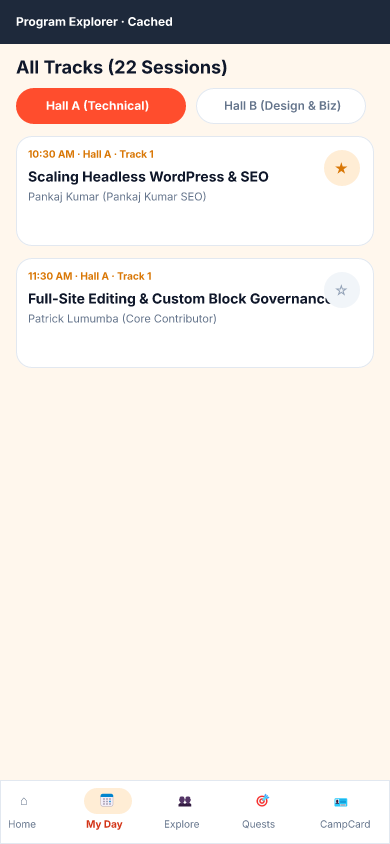 Program Explorer · Cached
All Tracks (22 Sessions)
Hall A (Technical)
Hall B (Design & Biz)
10:30 AM · Hall A · Track 1
Scaling Headless WordPress & SEO
Pankaj Kumar (Pankaj Kumar SEO)
11:30 AM · Hall A · Track 1
Full-Site Editing & Custom Block Governance
Patrick Lumumba (Core Contributor)
Home
My Day
Explore
Quests
CampCard